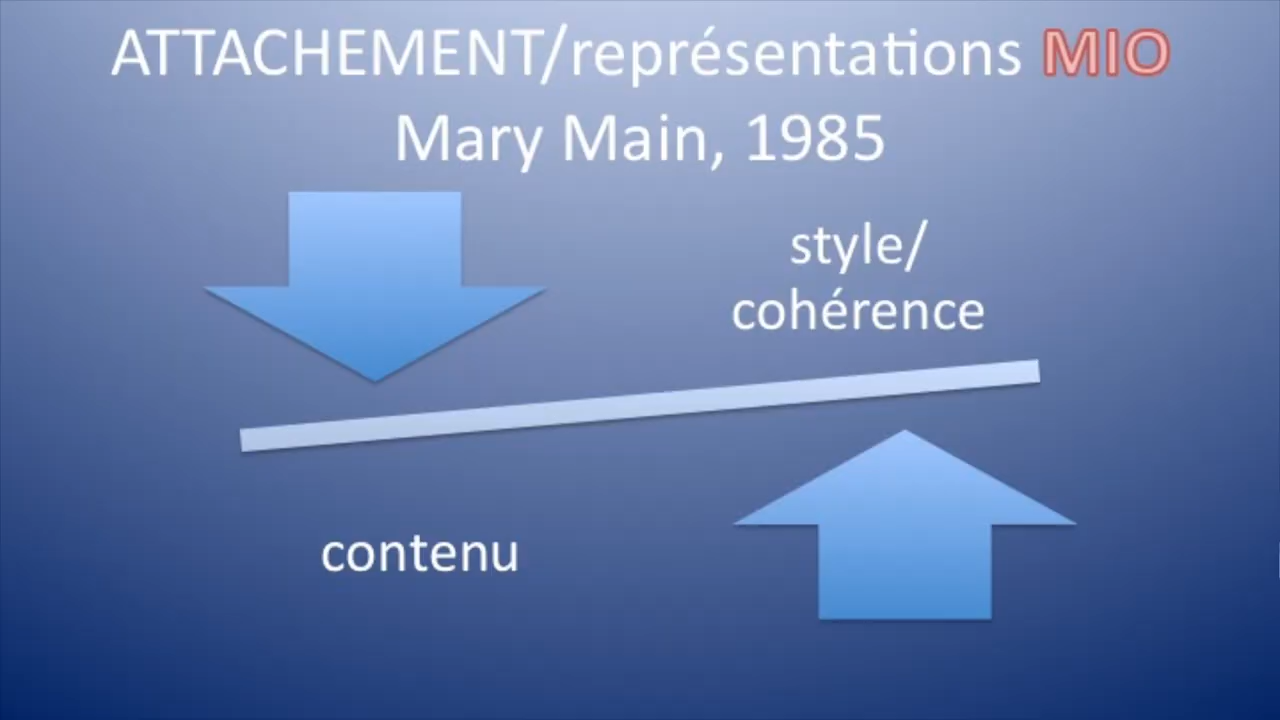 ATTACHEMENT/représentations MIO
Mary Main, 1985
style/
cohérence
contenu